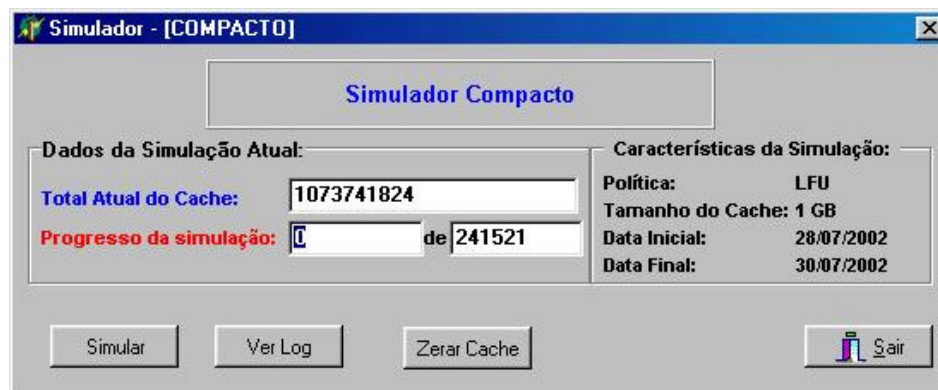 Simulador - [COMPACTO]
Simulador Compacto
Dados da Simulação Atual:
Total Atual do Cache: 1073741824
Progresso da simulação: 0 de 241521
Características da Simulação:
Política: LFU
Tamanho do Cache: 1 GB
Data Inicial: 28/07/2002
Data Final: 30/07/2002
Simular
Ver Log
Zerar Cache
Sair